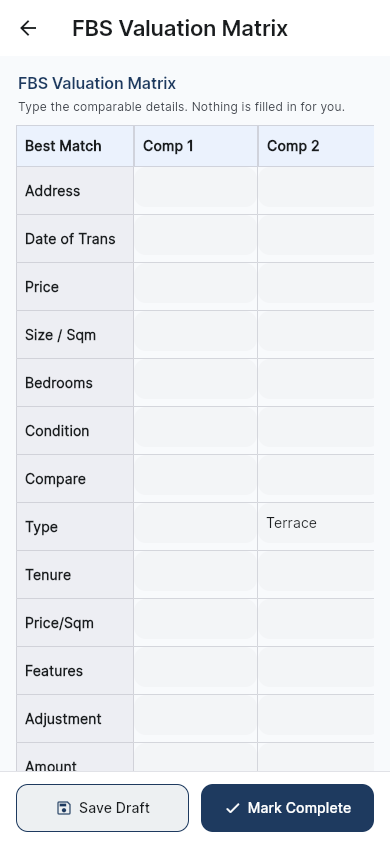 FBS Valuation Matrix
FBS Valuation Matrix
Type the comparable details. Nothing is filled in for you.
Best Match Comp 1 Comp 2
Address
Date of Trans
Price
Size / Sqm
Bedrooms
Condition
Compare
Type Terrace
Tenure
Price/Sqm
Features
Adjustment
Amount
Save Draft Mark Complete